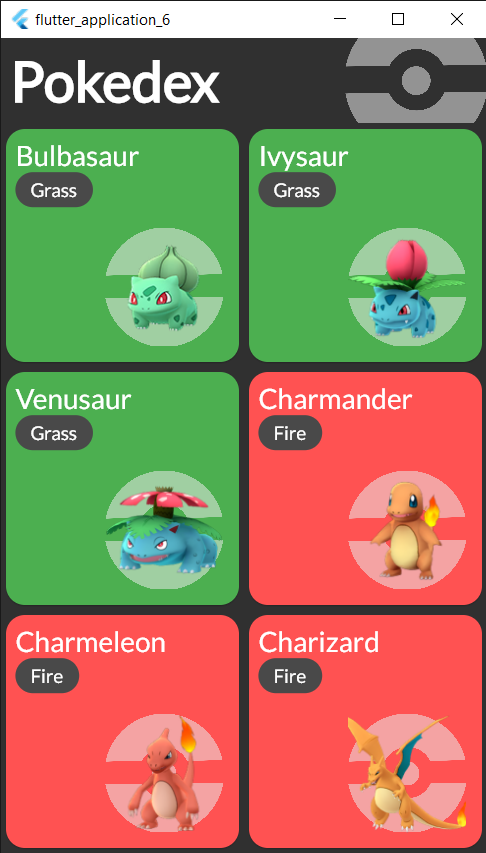 flutter_application_6
Pokedex
Bulbasaur
Grass
Ivysaur
Grass
Venusaur
Grass
Charmander
Fire
Charmeleon
Fire
Charizard
Fire